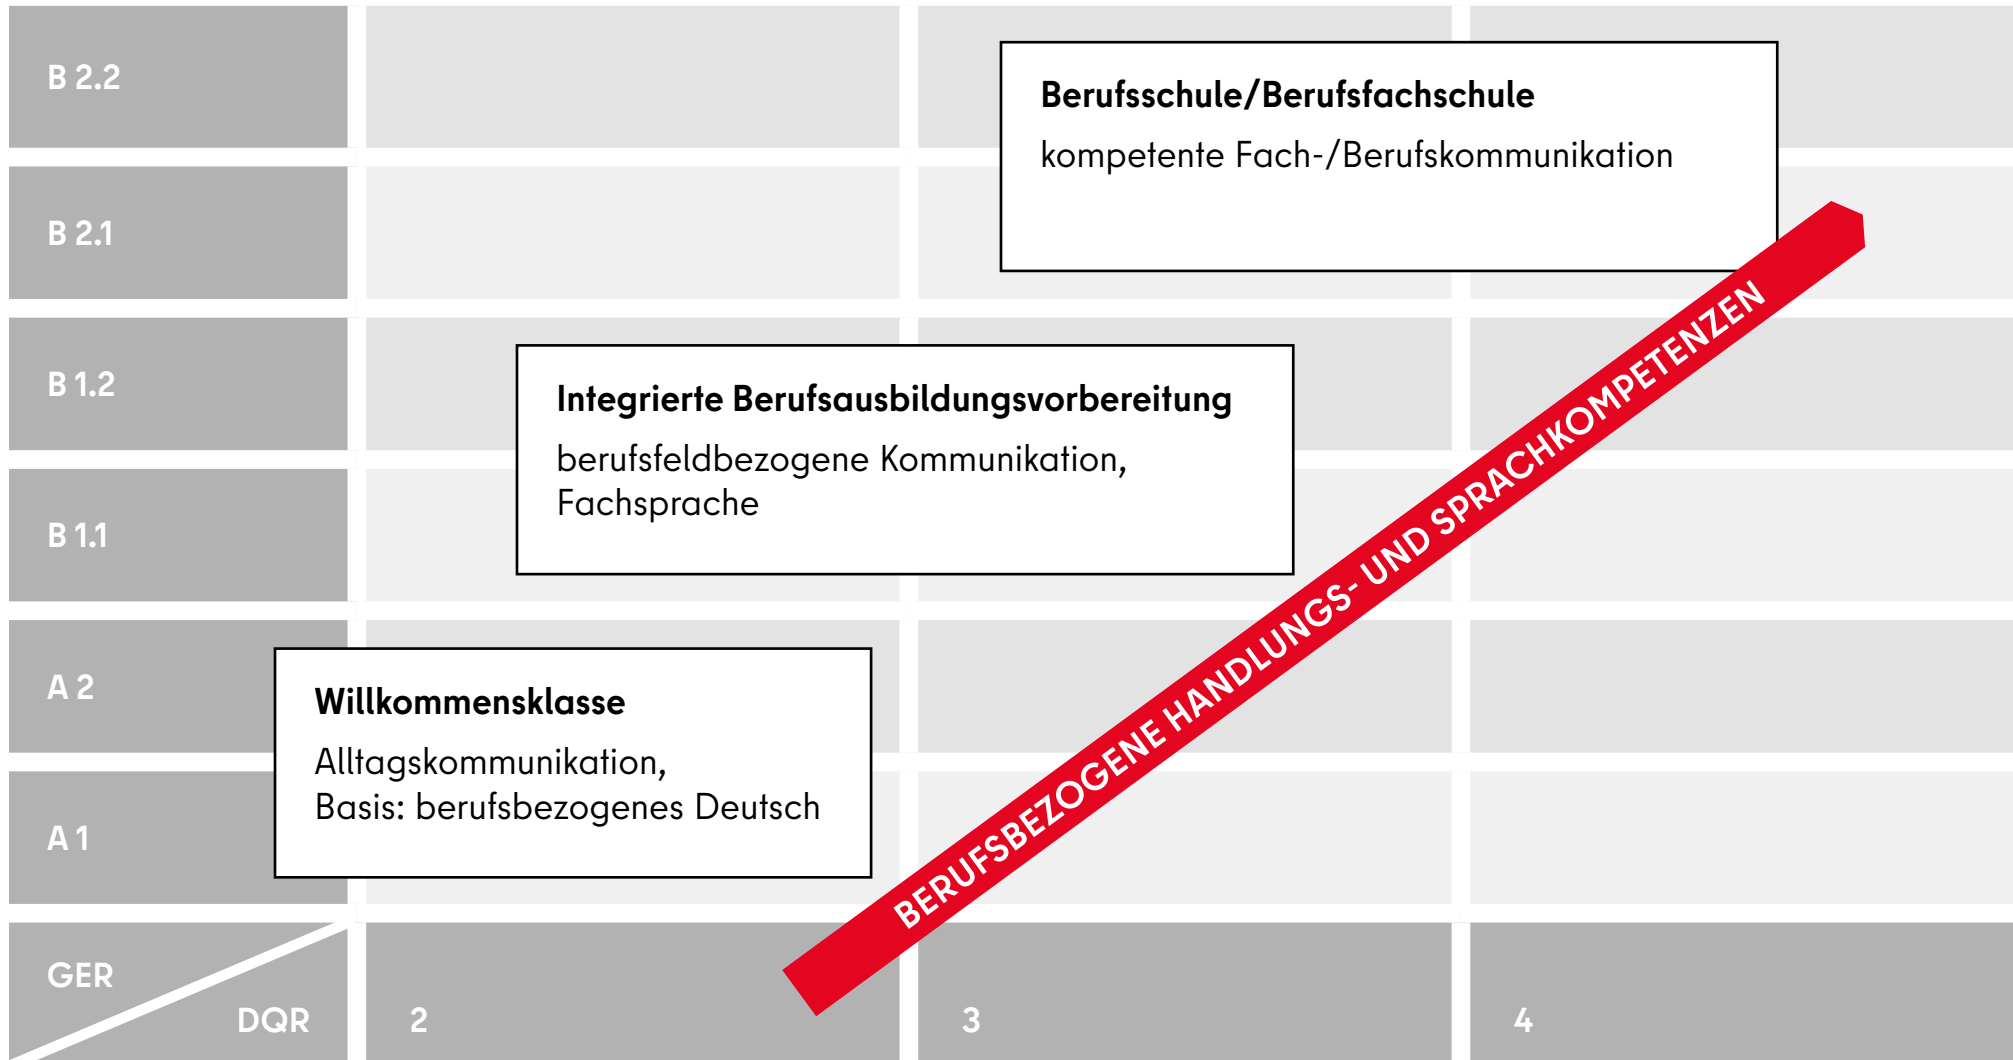 B 2.2
Berufsschule/Berufsfachschule
kompetente Fach-/Berufskommunikation
B 2.1
B 1.2
Integrierte Berufsausbildungsvorbereitung
berufsfeldbezogene Kommunikation,
Fachsprache
B 1.1
A 2
Willkommensklasse
Alltagskommunikation,
Basis: berufsbezogenes Deutsch
A 1
BERUFSBEZOGENE HANDLUNGS- UND SPRACHKOMPETENZEN
GER
DQR
2
3
4